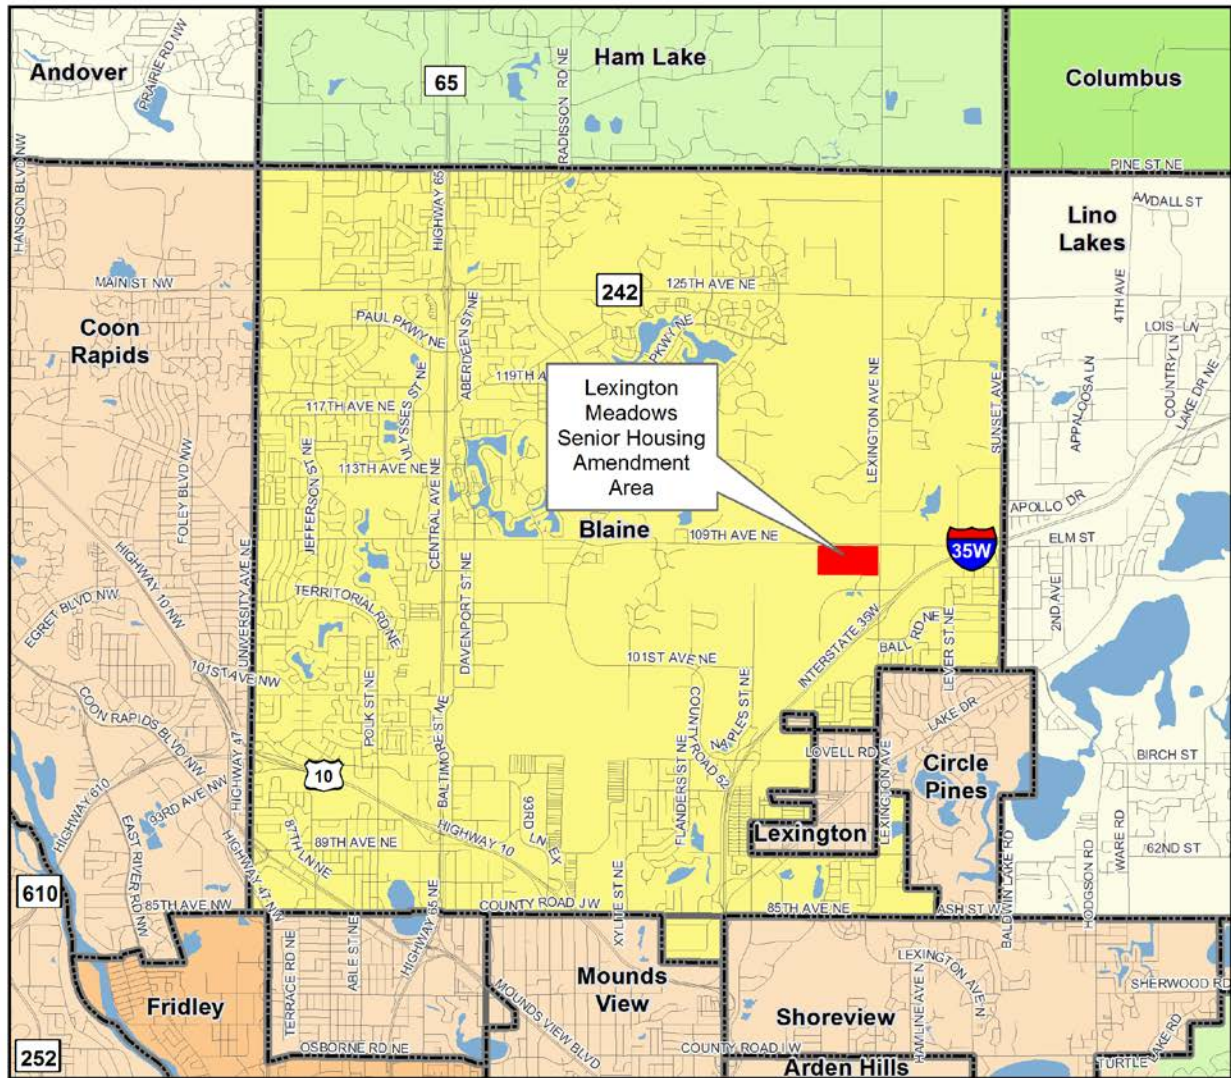 Andover
PRAIRIE RD NW
65
RADISSON RD NE
Ham Lake
Columbus
HANSON BLVD NW
HIGHWAY 65
PINE ST NE
Lino
Lakes
ANDALL ST
MAIN ST NW
242
125TH AVE NE
4TH AVE
Coon
Rapids
PAUL PKWY NE
ABERDEEN ST NE
PKWY NE
LOIS LN
COUNTRY LN
LAKE DR NE
119TH A
117TH AVE NE
ULYSSES ST NE
Lexington
Meadows
Senior Housing
Amendment
Area
LEXINGTON AVE NE
SUNSET AVE
APPALOOSA LN
FOLEY BLVD NW
JEFFERSON ST NE
113TH AVE NE
CENTRAL AVE NE
Blaine
109TH AVE NE
35W
APOLLO DR
ELM ST
HIGHWAY 10 NW
UNIVERSITY AVE NE
EGRET BLVD NW
TERRITORIAL RD NE
DAVENPORT ST NE
INTERSTATE 35W
BALL RD NE
2ND AVE
101ST AVE NW
101ST AVE NE
LEVER ST NE
COON RAPIDS BLVD NW
POLK ST NE
BALTIMORE ST NE
COUNTY ROAD 52
NAPLES ST NE
LAKE DR
HIGHWAY 47
LOVELL RD
Circle
Pines
BIRCH ST
10
HIGHWAY 610
93RD AVE NW
93RD
LN EX
FLANDERS ST NE
LEXINGTON AVE
EAST RIVER RD NW
87TH LN NE
89TH AVE NE
HIGHWAY 10
Lexington
WARE RD
62ND ST
HIGHWAY 47 NW
610
85TH AVE NW
COUNTY ROAD J W
XYLITE ST NE
85TH AVE NE
ASH ST W
BALDWIN LAKE RD
HODGSON RD
TERRACE RD NE
ABLE ST NE
HIGHWAY 65 NE
Mounds
View
LEXINGTON AVE N
SHERWOOD RD
Fridley
MOUNDS VIEW BLVD
Shoreview
HAMLINE AVE N
252
OSBORNE RD NE
COUNTY ROAD I W
Arden Hills
TURTLE LAKE RD